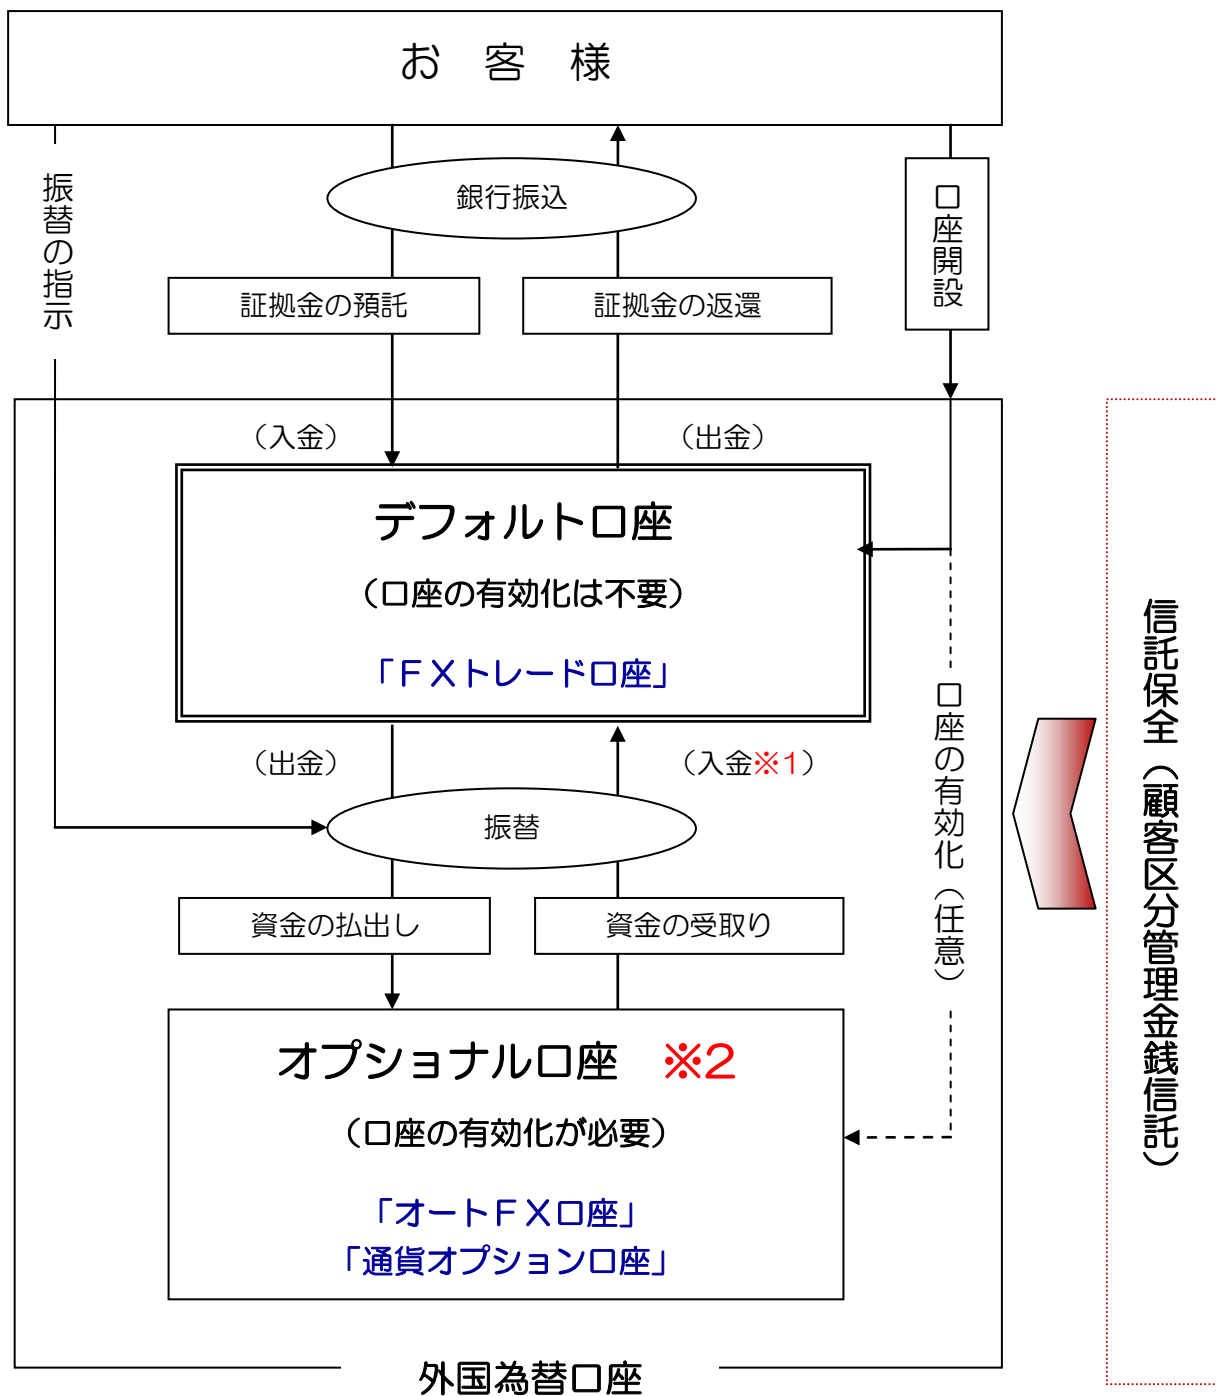 お　客　様
銀行振込
振替の指示
口座開設
証拠金の預託
証拠金の返還
（入金）
（出金）
デフォルト口座
（口座の有効化は不要）
「ＦＸトレード口座」
（出金）
（入金※1）
振替
口座の有効化（任意）
資金の払出し
資金の受取り
オプショナル口座　※2
（口座の有効化が必要）
「オートＦＸ口座」
「通貨オプション口座」
外国為替口座
信託保全（顧客区分管理金銭信託）